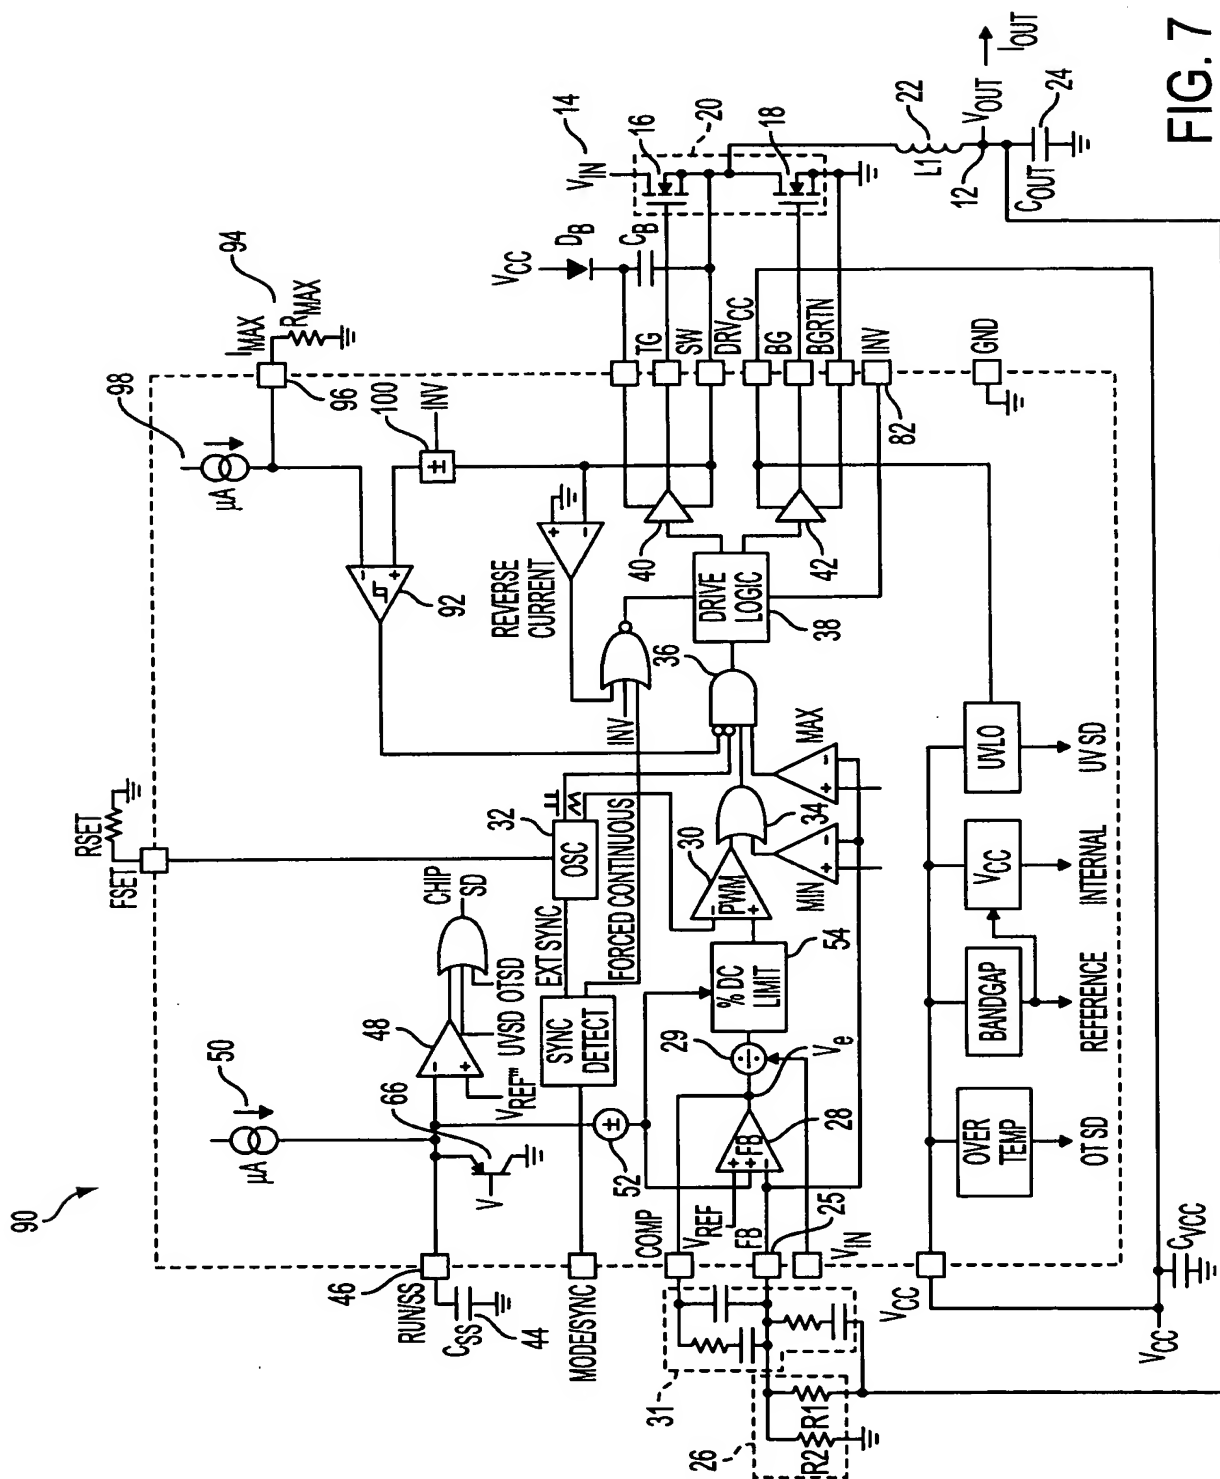 FIG. 7
90
50
μA
48
CHIP
SD
UVSD
OTSD
VREF'''
66
V
46
RUN/SS
CSS
44
52
FSET
RSET
98
μA
IMAX
94
RMAX
96
100
±
INV
-
+
92
REVERSE
CURRENT
+
-
INV
MODE/SYNC
SYNC
DETECT
EXT SYNC
FORCED CONTINUOUS
OSC
32
±
36
DRIVE
LOGIC
38
40
42
TG
SW
DRVCC
BG
BGRTN
INV
82
GND
VCC
DB
CB
VIN
14
16
20
18
22
L1
12
VOUT
IOUT
COUT
24
COMP
VREF
FB
25
VIN
FB
28
29
÷
Ve
% DC
LIMIT
54
PWM
30
34
MIN
MAX
31
26
R2
R1
VCC
OVER
TEMP
OT SD
BANDGAP
REFERENCE
VCC
INTERNAL
UVLO
UV SD
VCC
CVCC